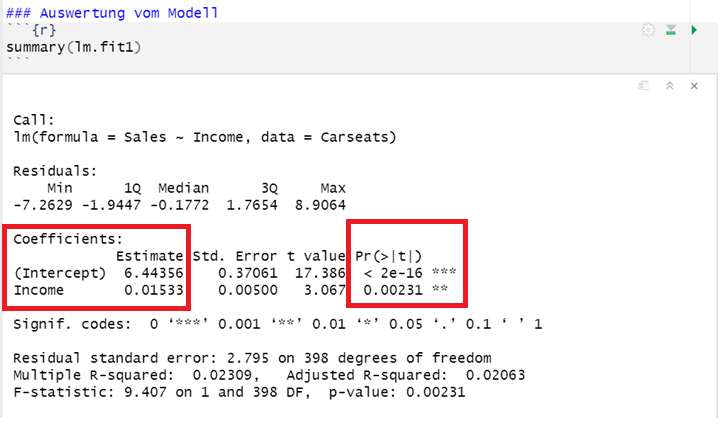 ### Auswertung vom Modell
```{r}
summary(lm.fit1)
```
Call:
lm(formula = Sales ~ Income, data = Carseats)
Residuals:
    Min      1Q  Median      3Q     Max
-7.2629 -1.9447 -0.1772  1.7654  8.9064
Coefficients:
            Estimate Std. Error t value Pr(>|t|)
(Intercept)  6.44356    0.37061  17.386  < 2e-16 ***
Income       0.01533    0.00500   3.067  0.00231 **
Signif. codes:  0 ‘***’ 0.001 ‘**’ 0.01 ‘*’ 0.05 ‘.’ 0.1 ‘ ’ 1
Residual standard error: 2.795 on 398 degrees of freedom
Multiple R-squared:  0.02309,   Adjusted R-squared:  0.02063
F-statistic: 9.407 on 1 and 398 DF,  p-value: 0.00231